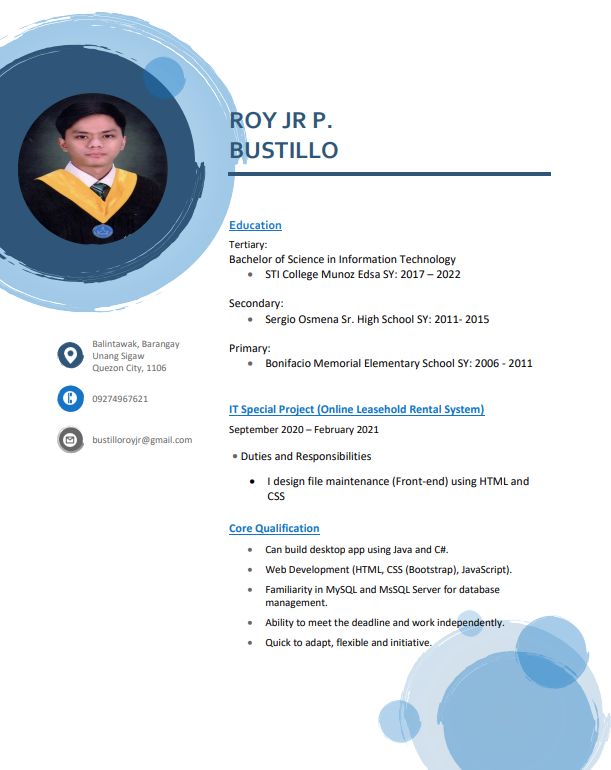 ROY JR P.
BUSTILLO
Balintawak, Barangay
Unang Sigaw
Quezon City, 1106
09274967621
bustilloroyjr@gmail.com
Education
Tertiary:
Bachelor of Science in Information Technology
• STI College Munoz Edsa SY: 2017 – 2022
Secondary:
• Sergio Osmena Sr. High School SY: 2011- 2015
Primary:
• Bonifacio Memorial Elementary School SY: 2006 - 2011
IT Special Project (Online Leasehold Rental System)
September 2020 – February 2021
• Duties and Responsibilities
• I design file maintenance (Front-end) using HTML and
CSS
Core Qualification
• Can build desktop app using Java and C#.
• Web Development (HTML, CSS (Bootstrap), JavaScript).
• Familiarity in MySQL and MsSQL Server for database
management.
• Ability to meet the deadline and work independently.
• Quick to adapt, flexible and initiative.